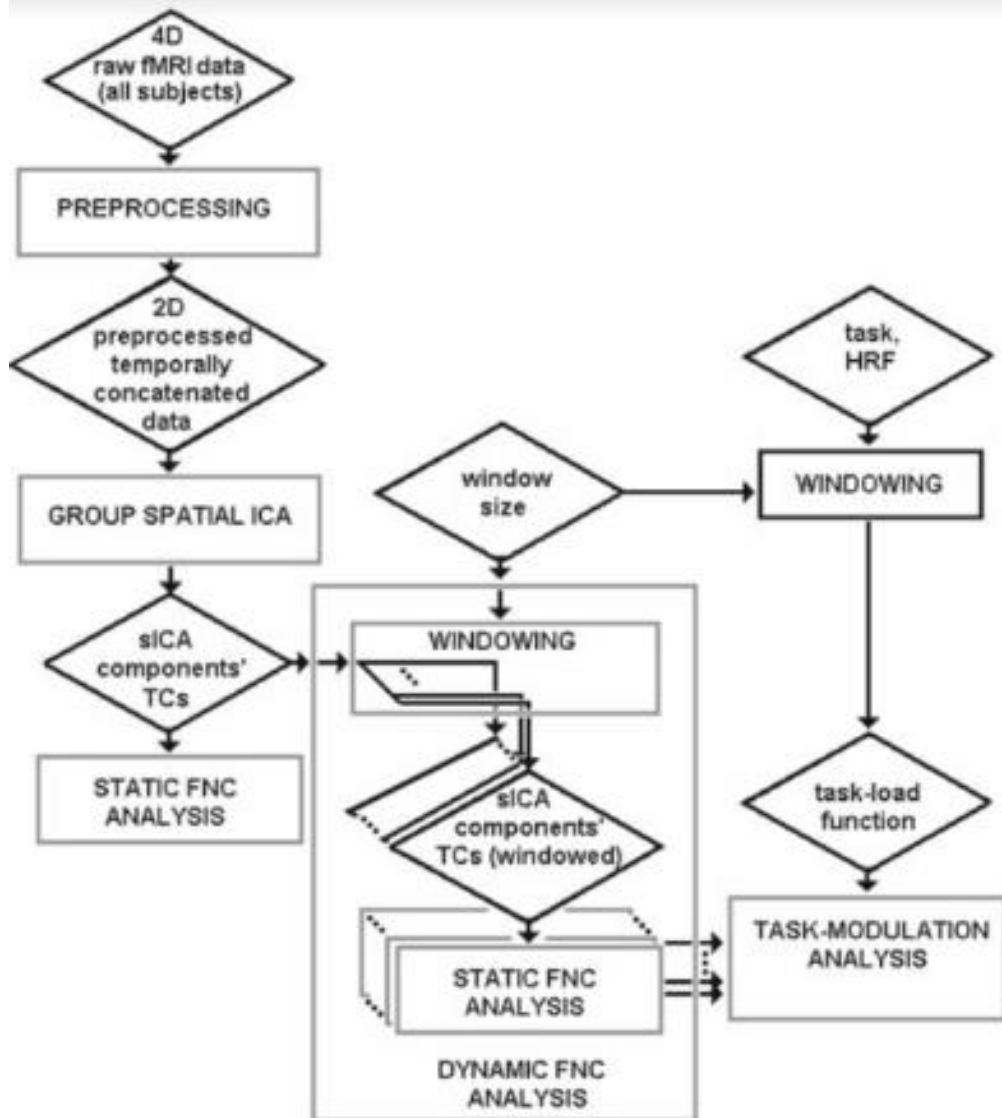 4D
raw fMRI data
(all subjects)
PREPROCESSING
2D
preprocessed
temporally
concatenated
data
GROUP SPATIAL ICA
sICA
components'
TCs
STATIC FNC
ANALYSIS
window
size
WINDOWING
sICA
components'
TCs (windowed)
STATIC FNC
ANALYSIS
DYNAMIC FNC
ANALYSIS
task,
HRF
WINDOWING
task-load
function
TASK-MODULATION
ANALYSIS